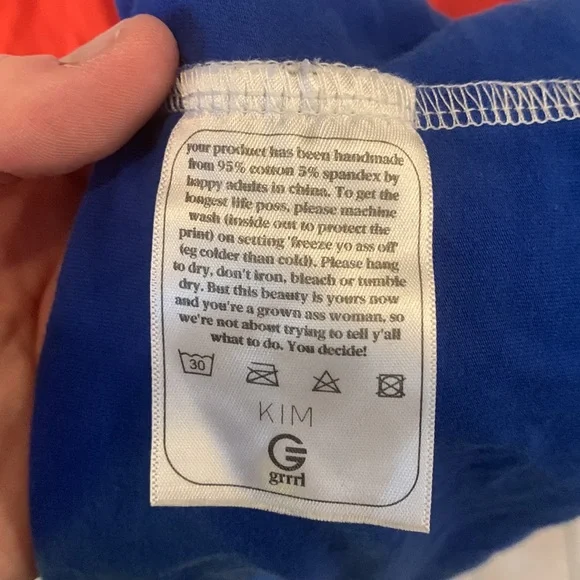 your product has been handmade
from 95% cotton 5% spandex by
happy adults in china. To get the
longest life poss, please machine
wash (inside out to protect the
print) on setting 'freeze yo ass off'
(eg colder than cold). Please hang
to dry, don't iron, bleach or tumble
dry. But this beauty is yours now
and you're a grown ass woman, so
we're not about trying to tell y'all
what to do. You decide!
30
KIM
G
grrrl